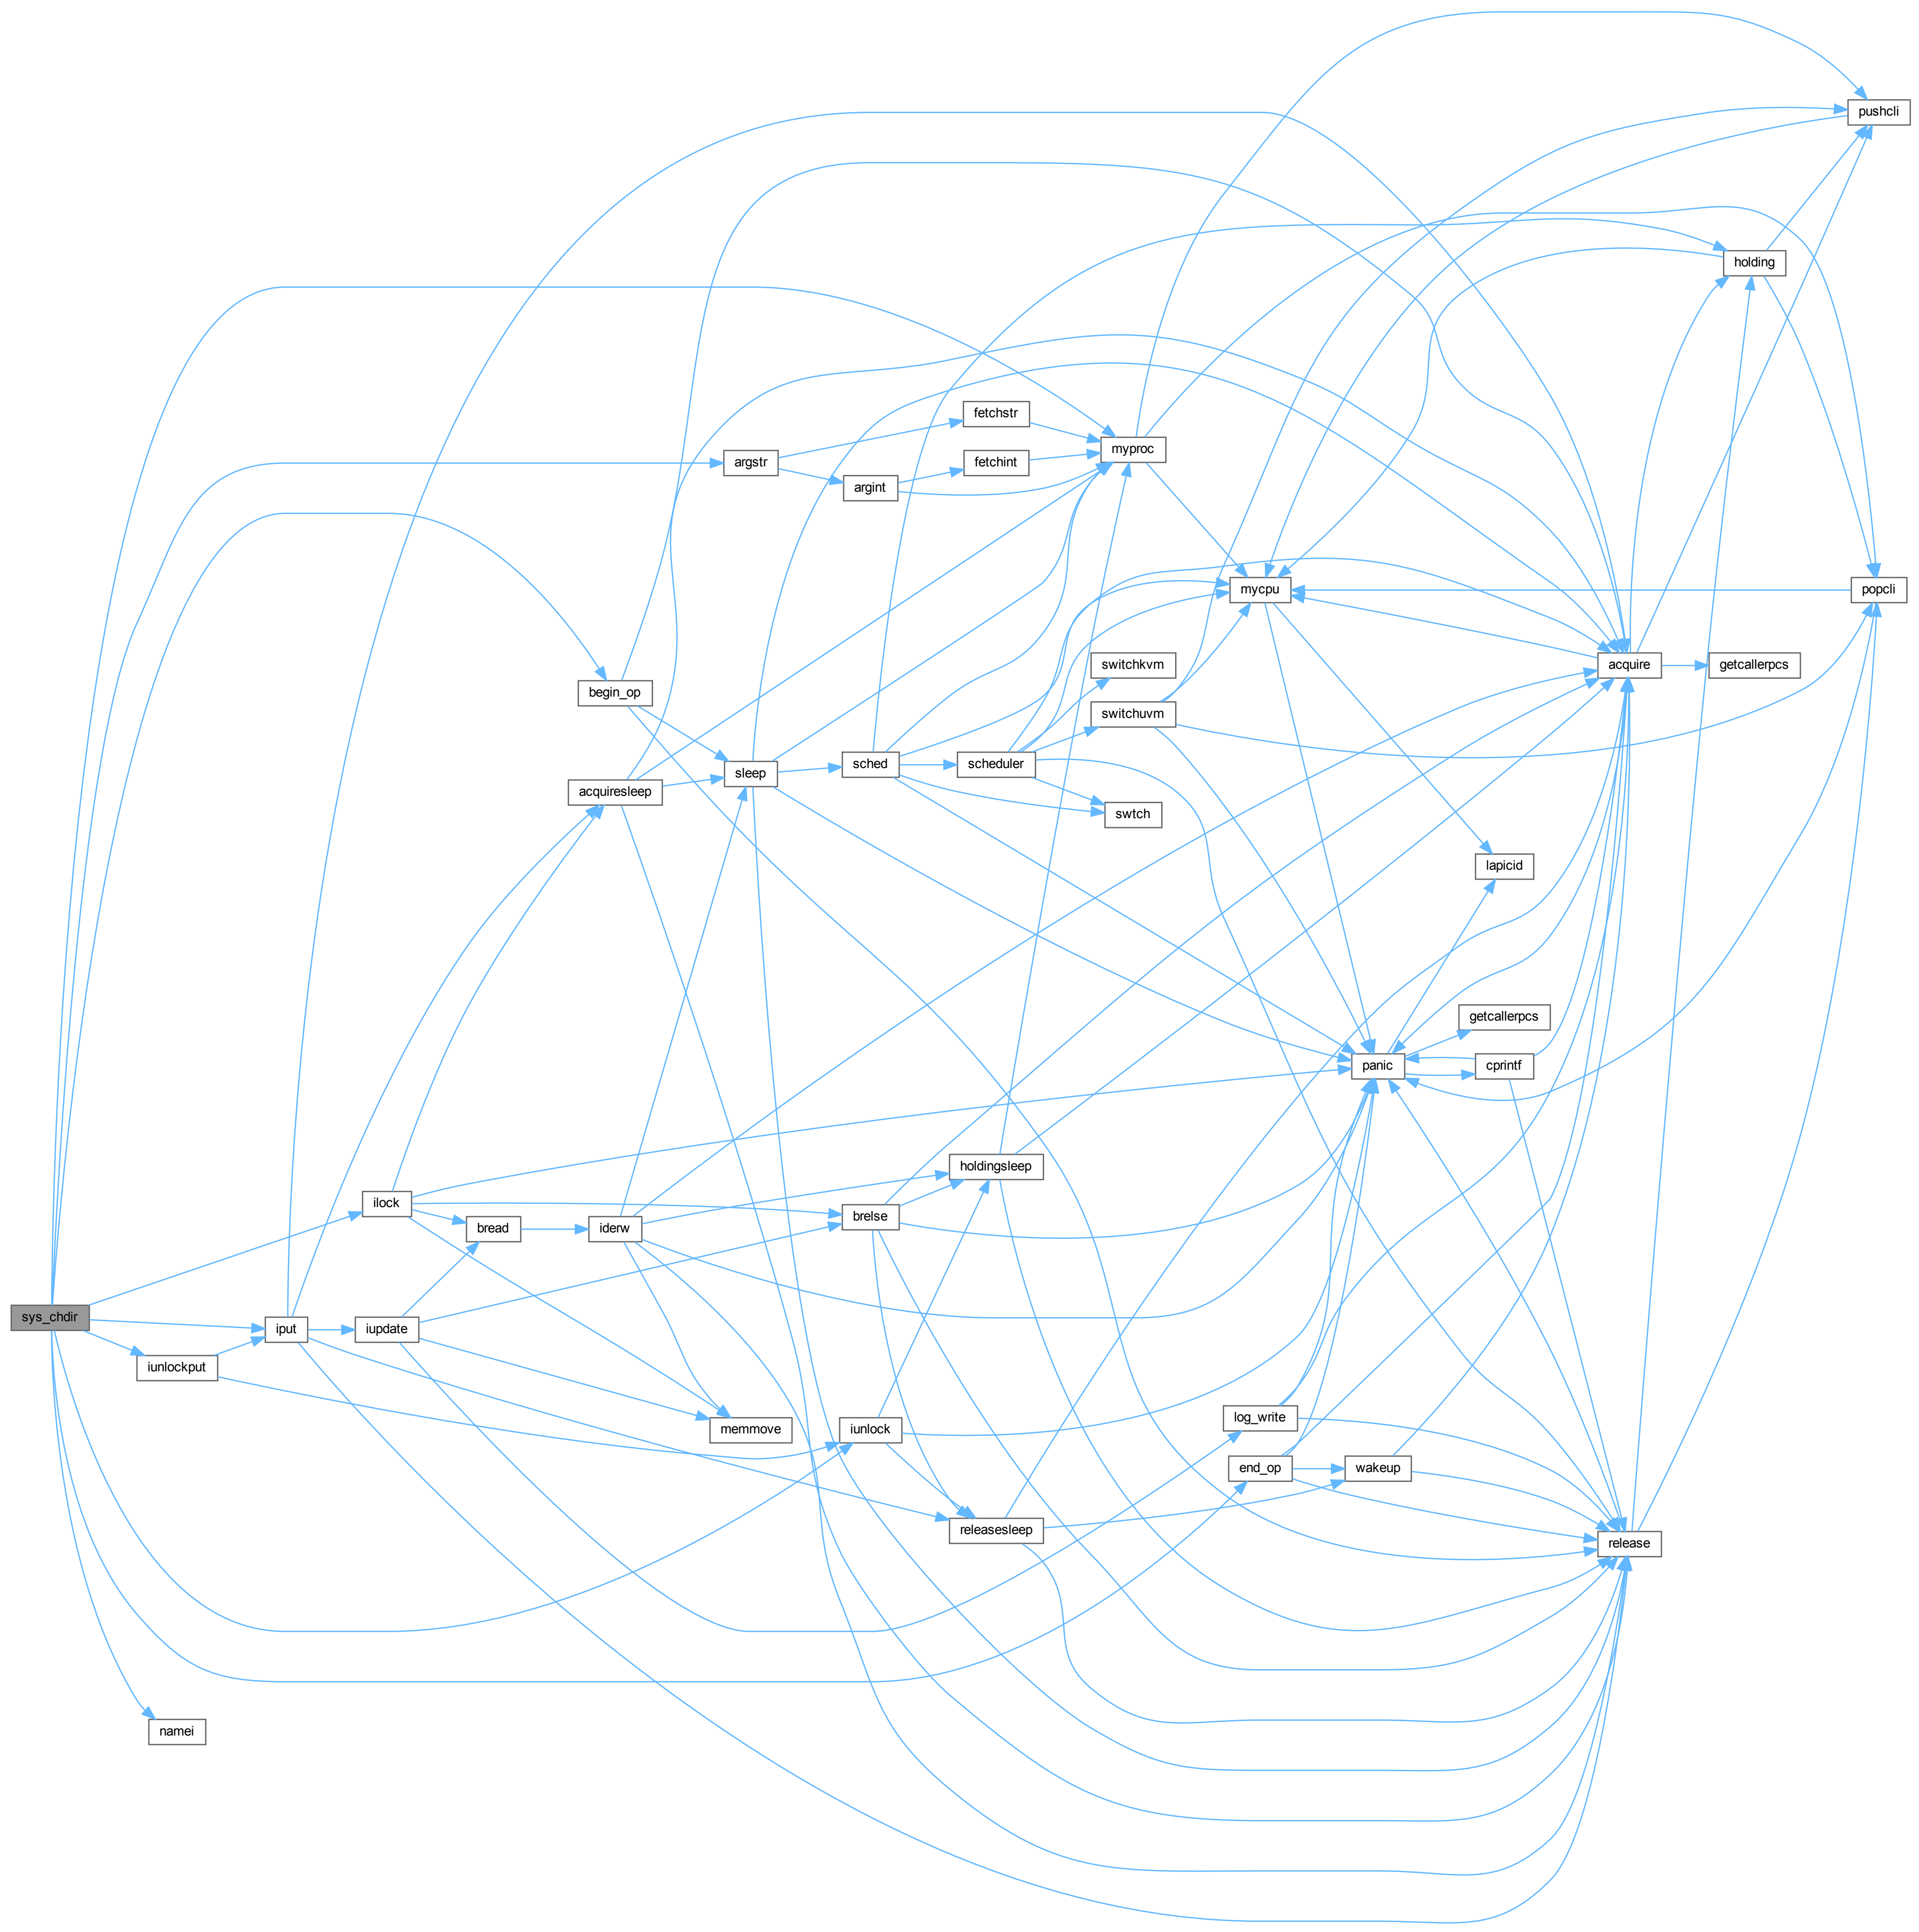 pushcli
holding
fetchstr
myproc
argstr
fetchint
argint
mycpu
popcli
switchkvm
acquire
getcallerpcs
begin_op
switchuvm
sleep
sched
scheduler
acquiresleep
swtch
lapicid
getcallerpcs
panic
cprintf
holdingsleep
ilock
brelse
bread
iderw
sys_chdir
iput
iupdate
iunlockput
log_write
memmove
iunlock
end_op
wakeup
releasesleep
release
namei